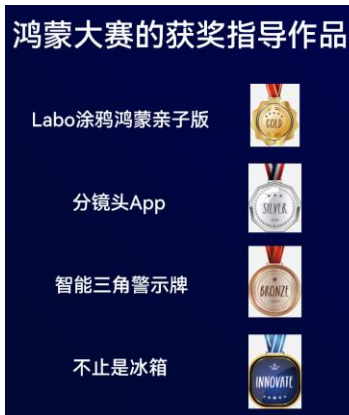 鸿蒙大赛的获奖指导作品
Labo涂鸦鸿蒙亲子版
GOLD
分镜头App
SILVER
智能三角警示牌
BRONZE
不止是冰箱
INNOVATE